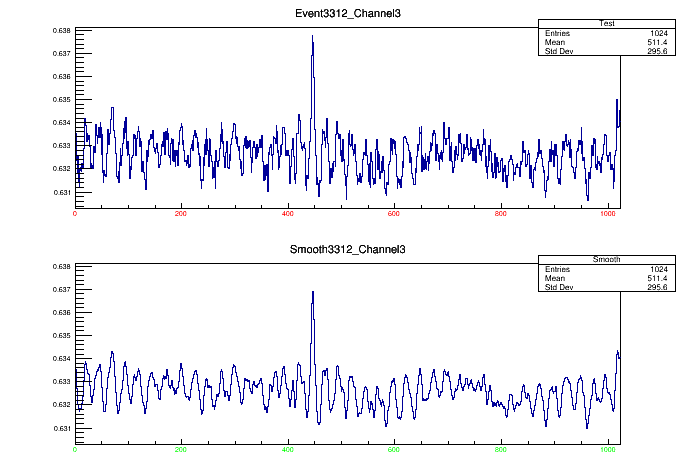 Event3312_Channel3
Test
Entries 1024
Mean 511.4
Std Dev 295.6
0.638
0.637
0.636
0.635
0.634
0.633
0.632
0.631
0 200 400 600 800 1000
Smooth3312_Channel3
Smooth
Entries 1024
Mean 511.4
Std Dev 295.6
0.638
0.637
0.636
0.635
0.634
0.633
0.632
0.631
0 200 400 600 800 1000